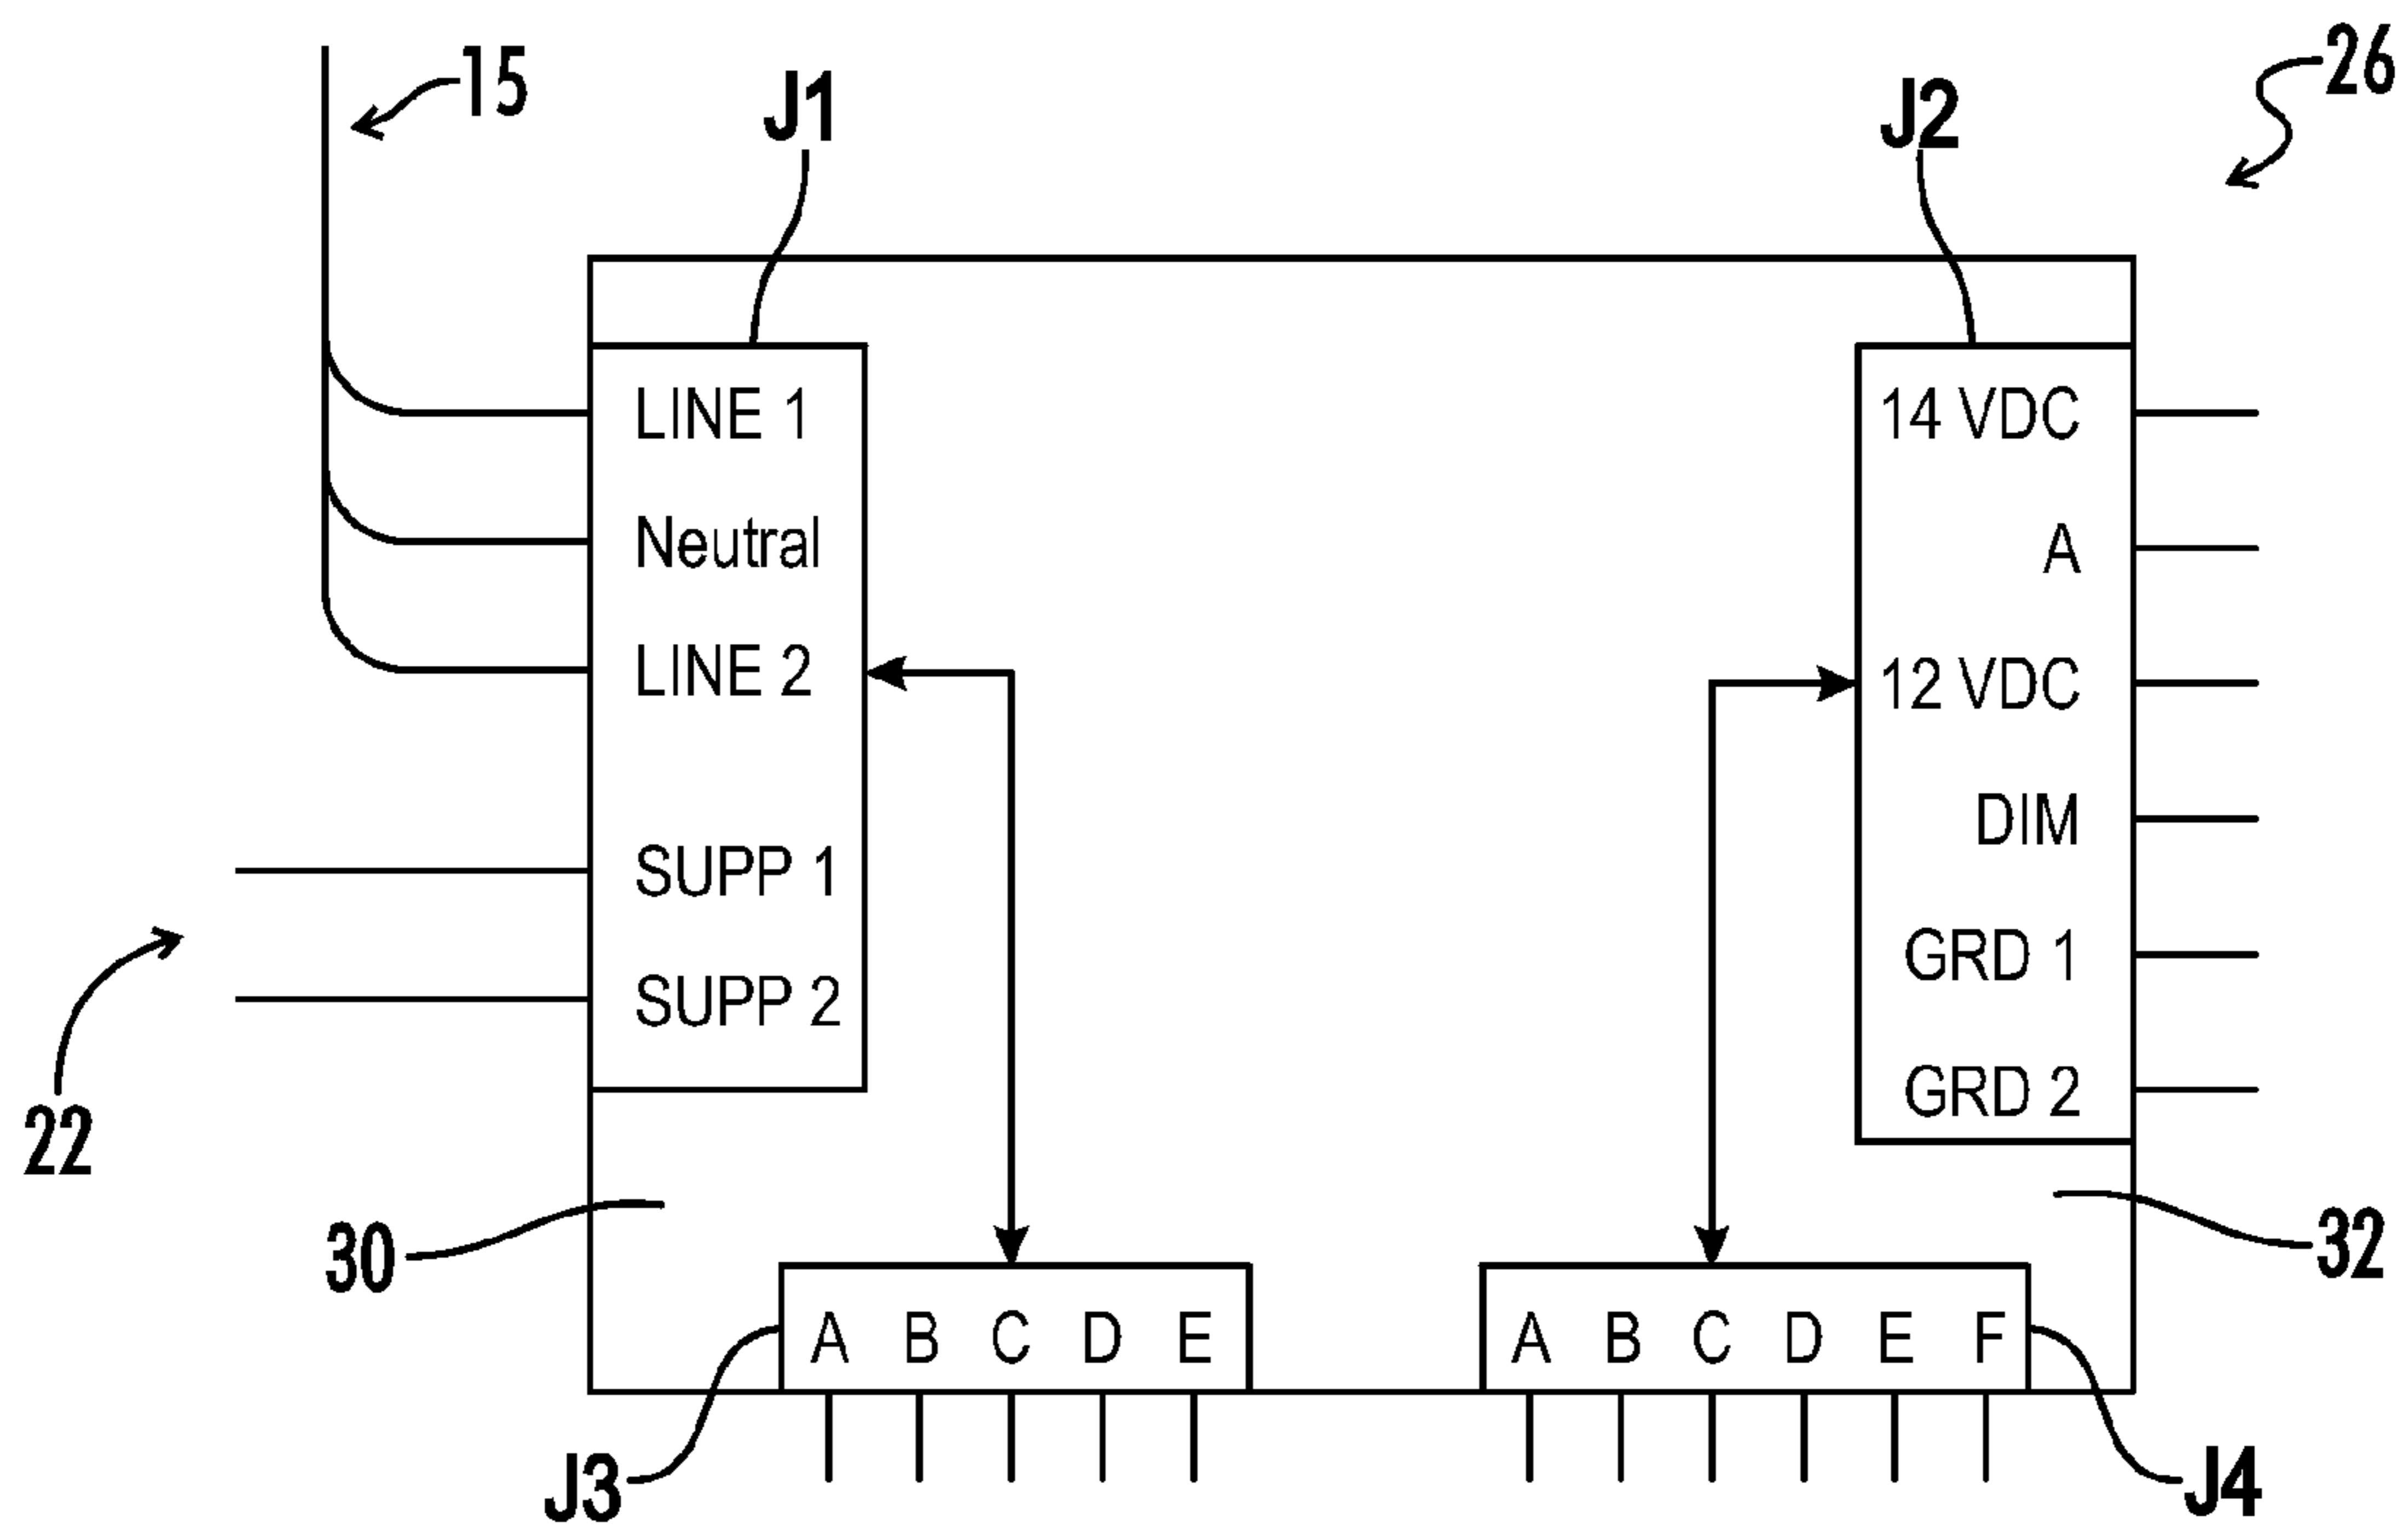 15
J1
J2
26
LINE 1
Neutral
LINE 2
SUPP 1
SUPP 2
14 VDC
A
12 VDC
DIM
GRD 1
GRD 2
22
30
32
A B C D E
A B C D E F
J3
J4